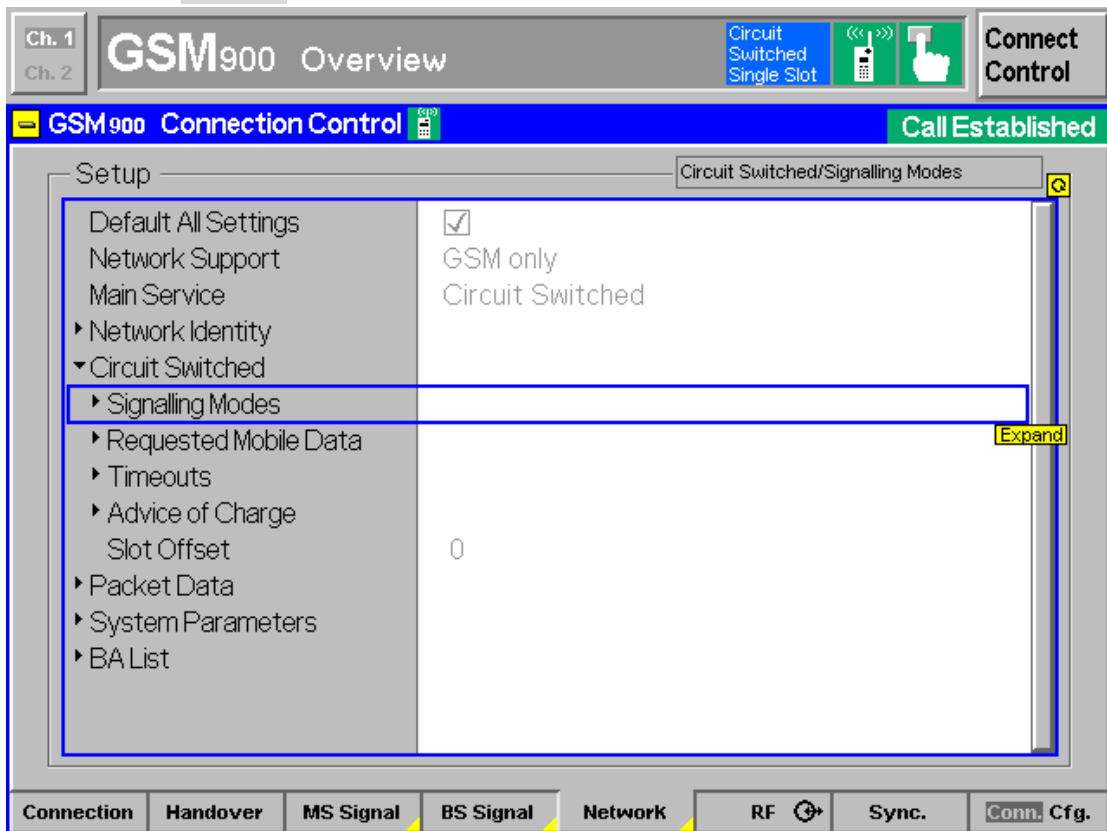 Ch. 1
Ch. 2
GSM900 Overview
Circuit
Switched
Single Slot
Connect
Control
GSM 900 Connection Control
Call Established
Setup
Circuit Switched/Signalling Modes
Default All Settings
Network Support GSM only
Main Service Circuit Switched
Network Identity
Circuit Switched
Signalling Modes
Expand
Requested Mobile Data
Timeouts
Advice of Charge
Slot Offset 0
Packet Data
System Parameters
BA List
Connection Handover MS Signal BS Signal Network RF Sync. Conn. Cfg.